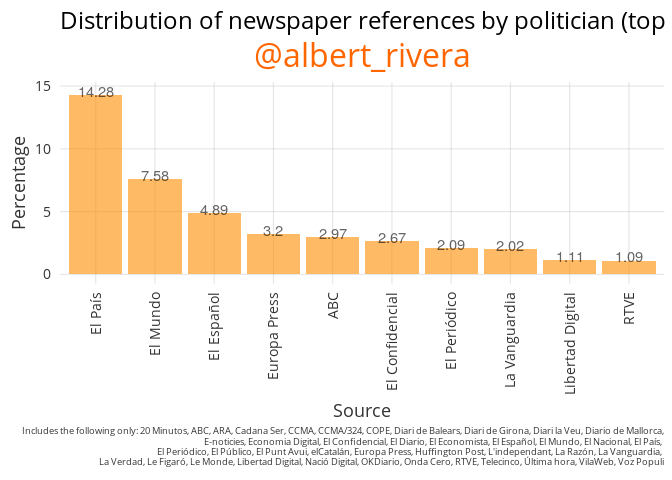 Distribution of newspaper references by politician (top
@albert_rivera
Percentage
15
10
5
0
14.28
7.58
4.89
3.2
2.97
2.67
2.09
2.02
1.11
1.09
El País
El Mundo
El Español
Europa Press
ABC
El Confidencial
El Periódico
La Vanguardia
Libertad Digital
RTVE
Source
Includes the following only: 20 Minutos, ABC, ARA, Cadana Ser, CCMA, CCMA/324, COPE, Diari de Balears, Diari de Girona, Diari la Veu, Diario de Mallorca,
E-noticies, Economia Digital, El Confidencial, El Diario, El Economista, El Español, El Mundo, El Nacional, El País,
El Periódico, El Público, El Punt Avui, elCatalán, Europa Press, Huffington Post, L'independant, La Razón, La Vanguardia,
La Verdad, Le Figaró, Le Monde, Libertad Digital, Nació Digital, OKDiario, Onda Cero, RTVE, Telecinco, Última hora, VilaWeb, Voz Populi